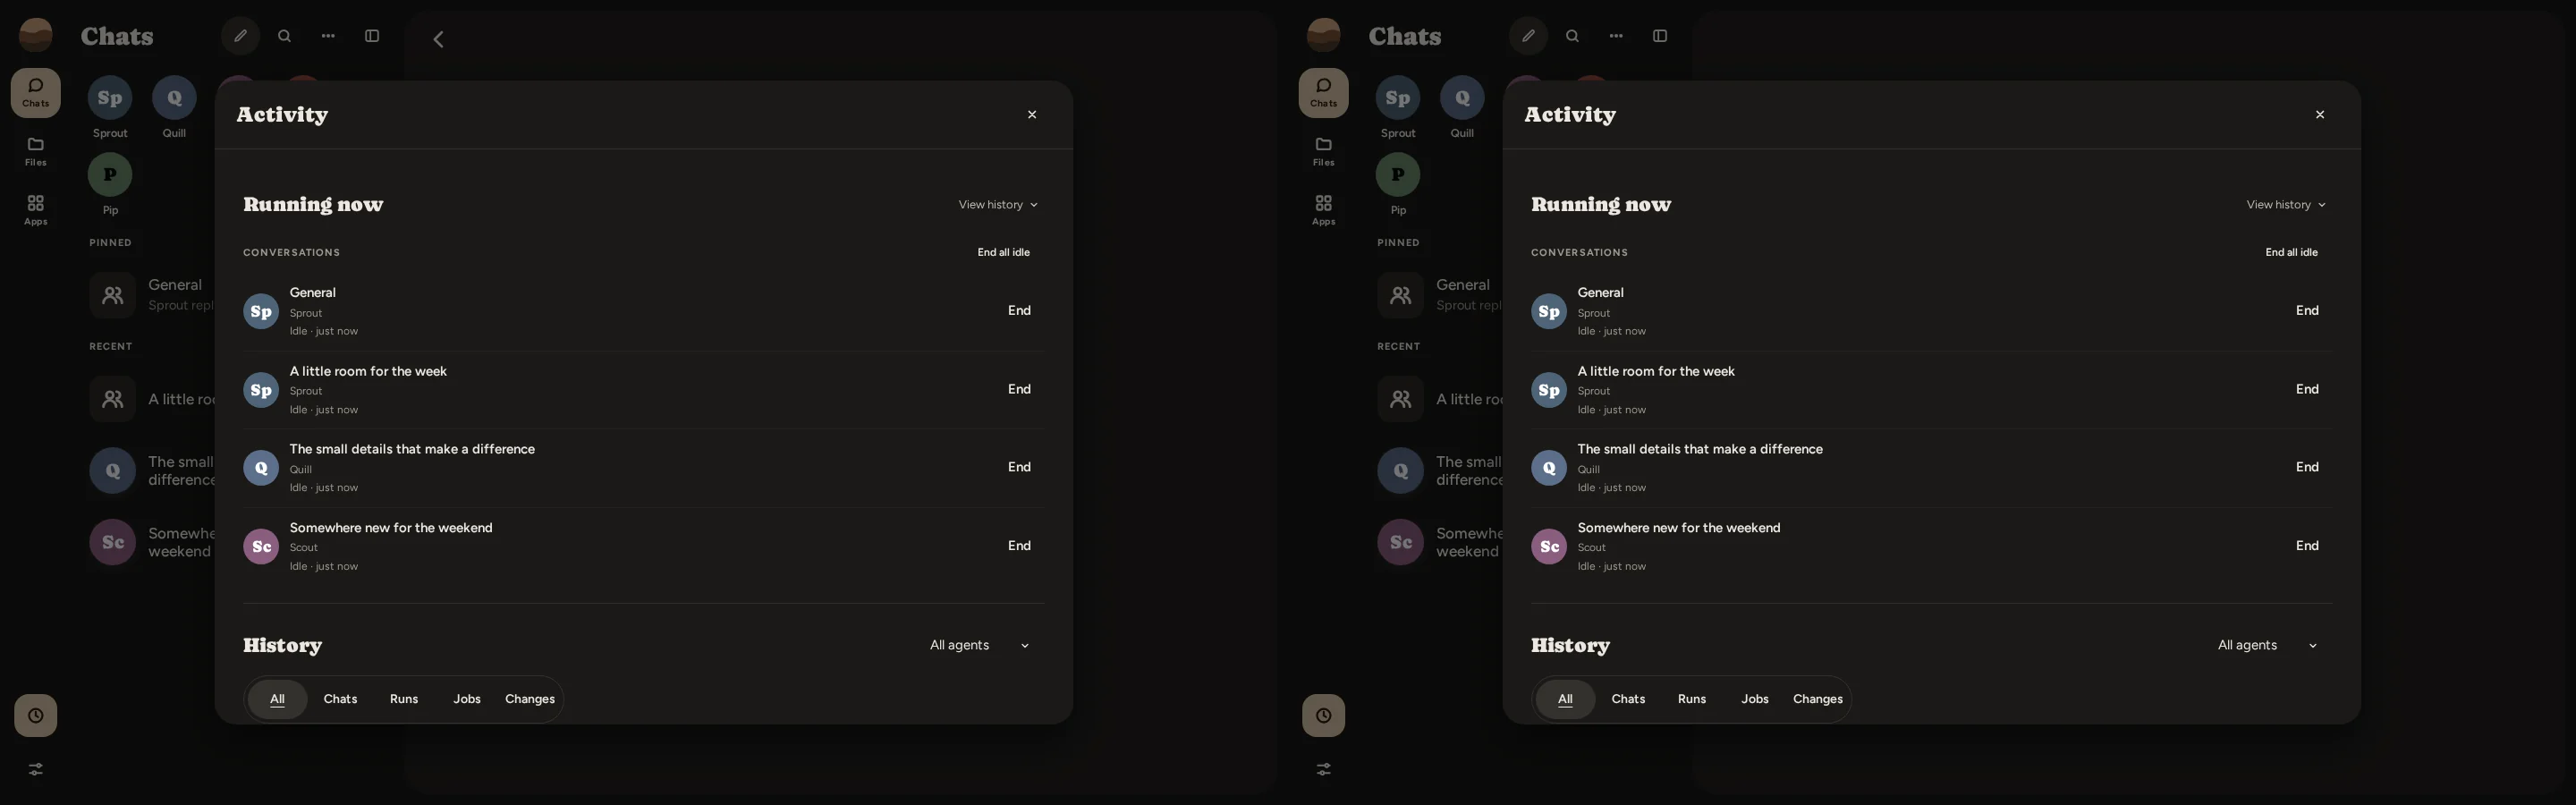 Chats
Chats
Files
Apps
Sp
Q
Sprout
Quill
P
Pip
PINNED
General
Sprout repl
RECENT
A little roo
Q
The small
difference
Sc
Somewhe
weekend
Activity
Running now
View history
CONVERSATIONS
End all idle
Sp
General
Sprout
Idle · just now
End
Sp
A little room for the week
Sprout
Idle · just now
End
Q
The small details that make a difference
Quill
Idle · just now
End
Sc
Somewhere new for the weekend
Scout
Idle · just now
End
History
All agents
All
Chats
Runs
Jobs
Changes
Chats
Chats
Files
Apps
Sp
Q
Sprout
Quill
P
Pip
PINNED
General
Sprout repl
RECENT
A little roo
Q
The small
difference
Sc
Somewhe
weekend
Activity
Running now
View history
CONVERSATIONS
End all idle
Sp
General
Sprout
Idle · just now
End
Sp
A little room for the week
Sprout
Idle · just now
End
Q
The small details that make a difference
Quill
Idle · just now
End
Sc
Somewhere new for the weekend
Scout
Idle · just now
End
History
All agents
All
Chats
Runs
Jobs
Changes